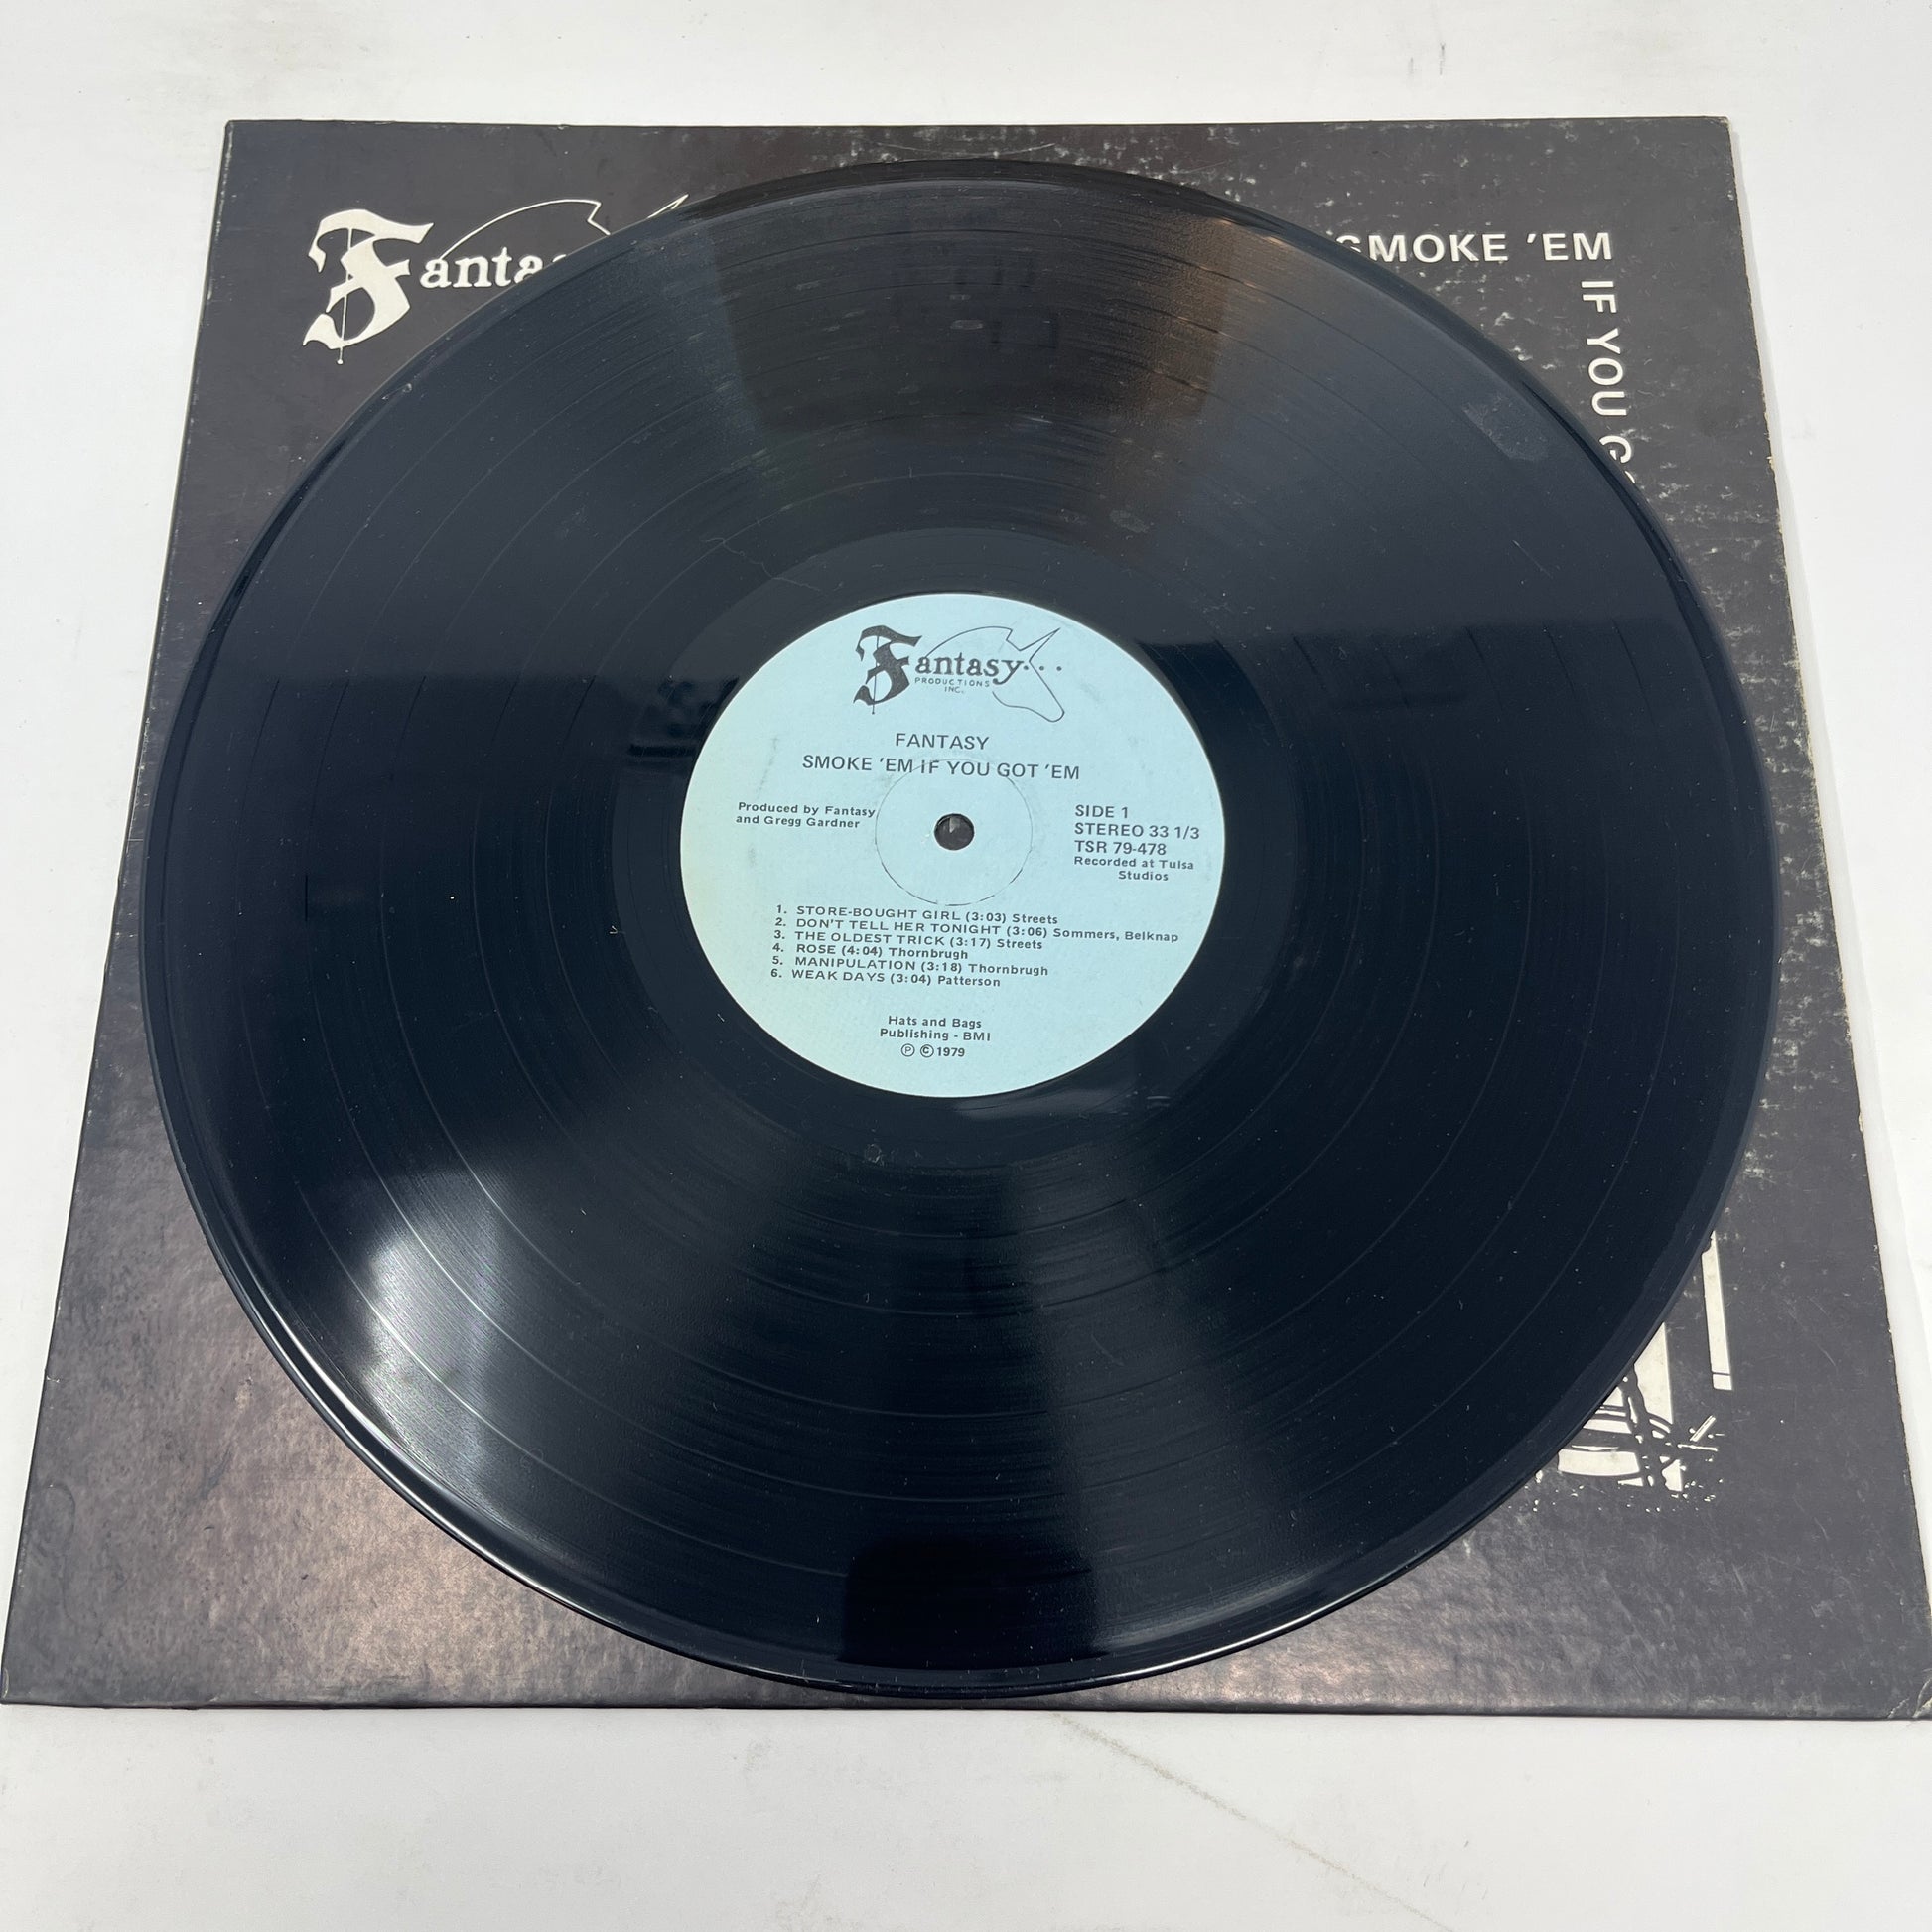 Fantasy
SMOKE 'EM
IF YOU
Fantasy...
PRODUCTIONS
INC.
FANTASY
SMOKE 'EM IF YOU GOT 'EM
Produced by Fantasy
and Gregg Gardner
SIDE 1
STEREO 33 1/3
TSR 79-478
Recorded at Tulsa
Studios
1. STORE-BOUGHT GIRL (3:03) Streets
2. DON'T TELL HER TONIGHT (3:06) Sommers, Belknap
3. THE OLDEST TRICK (3:17) Streets
4. ROSE (4:04) Thornbrugh
5. MANIPULATION (3:18) Thornbrugh
6. WEAK DAYS (3:04) Patterson
Hats and Bags
Publishing - BMI
Ⓟ © 1979